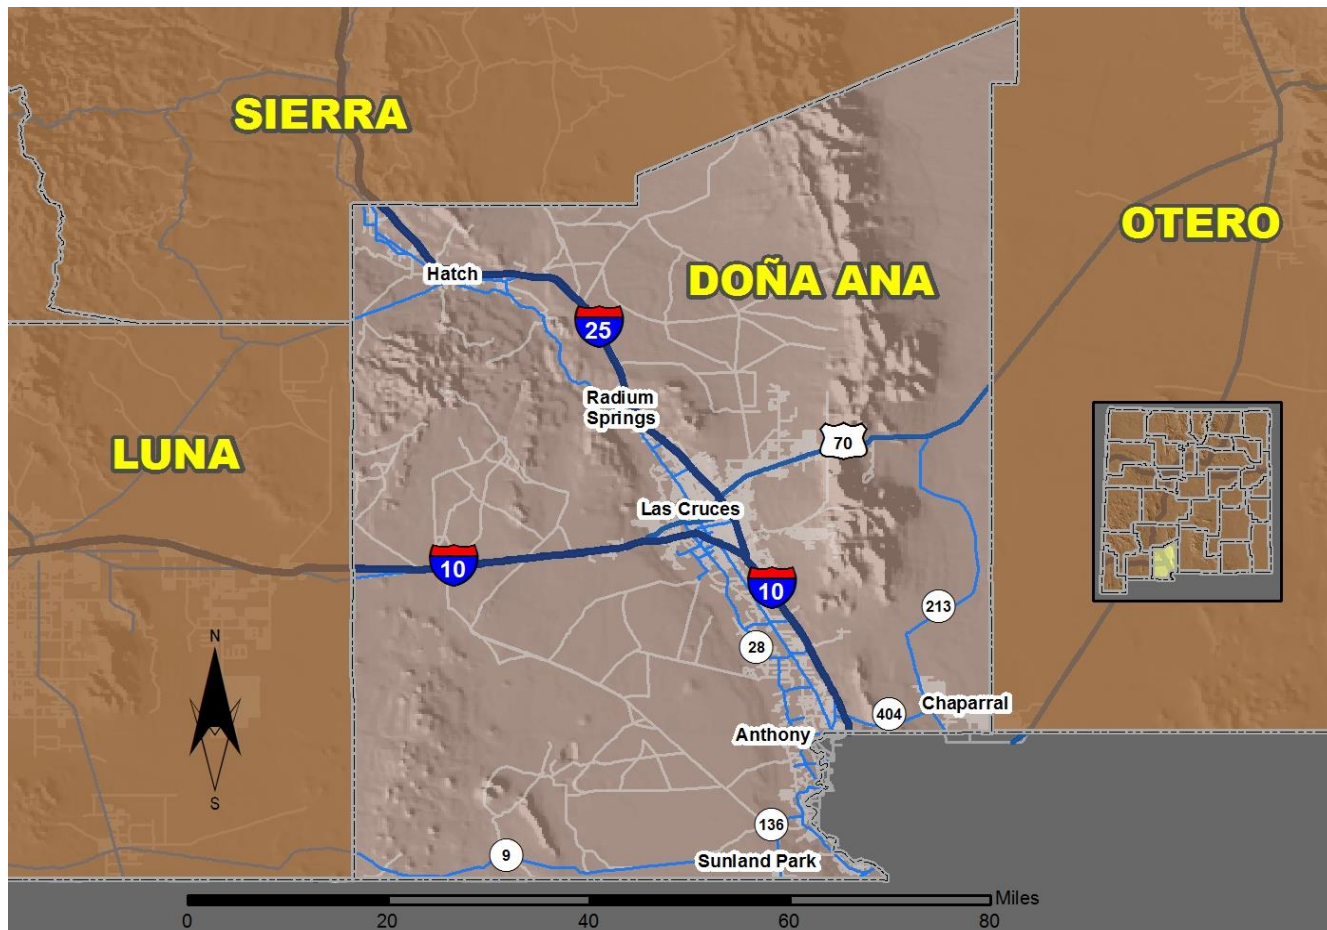 SIERRA
OTERO
DOÑA ANA
Hatch
25
Radium
Springs
LUNA
70
Las Cruces
10
10
213
N
28
Chaparral
404
Anthony
S
136
9
Sunland Park
Miles
0 20 40 60 80